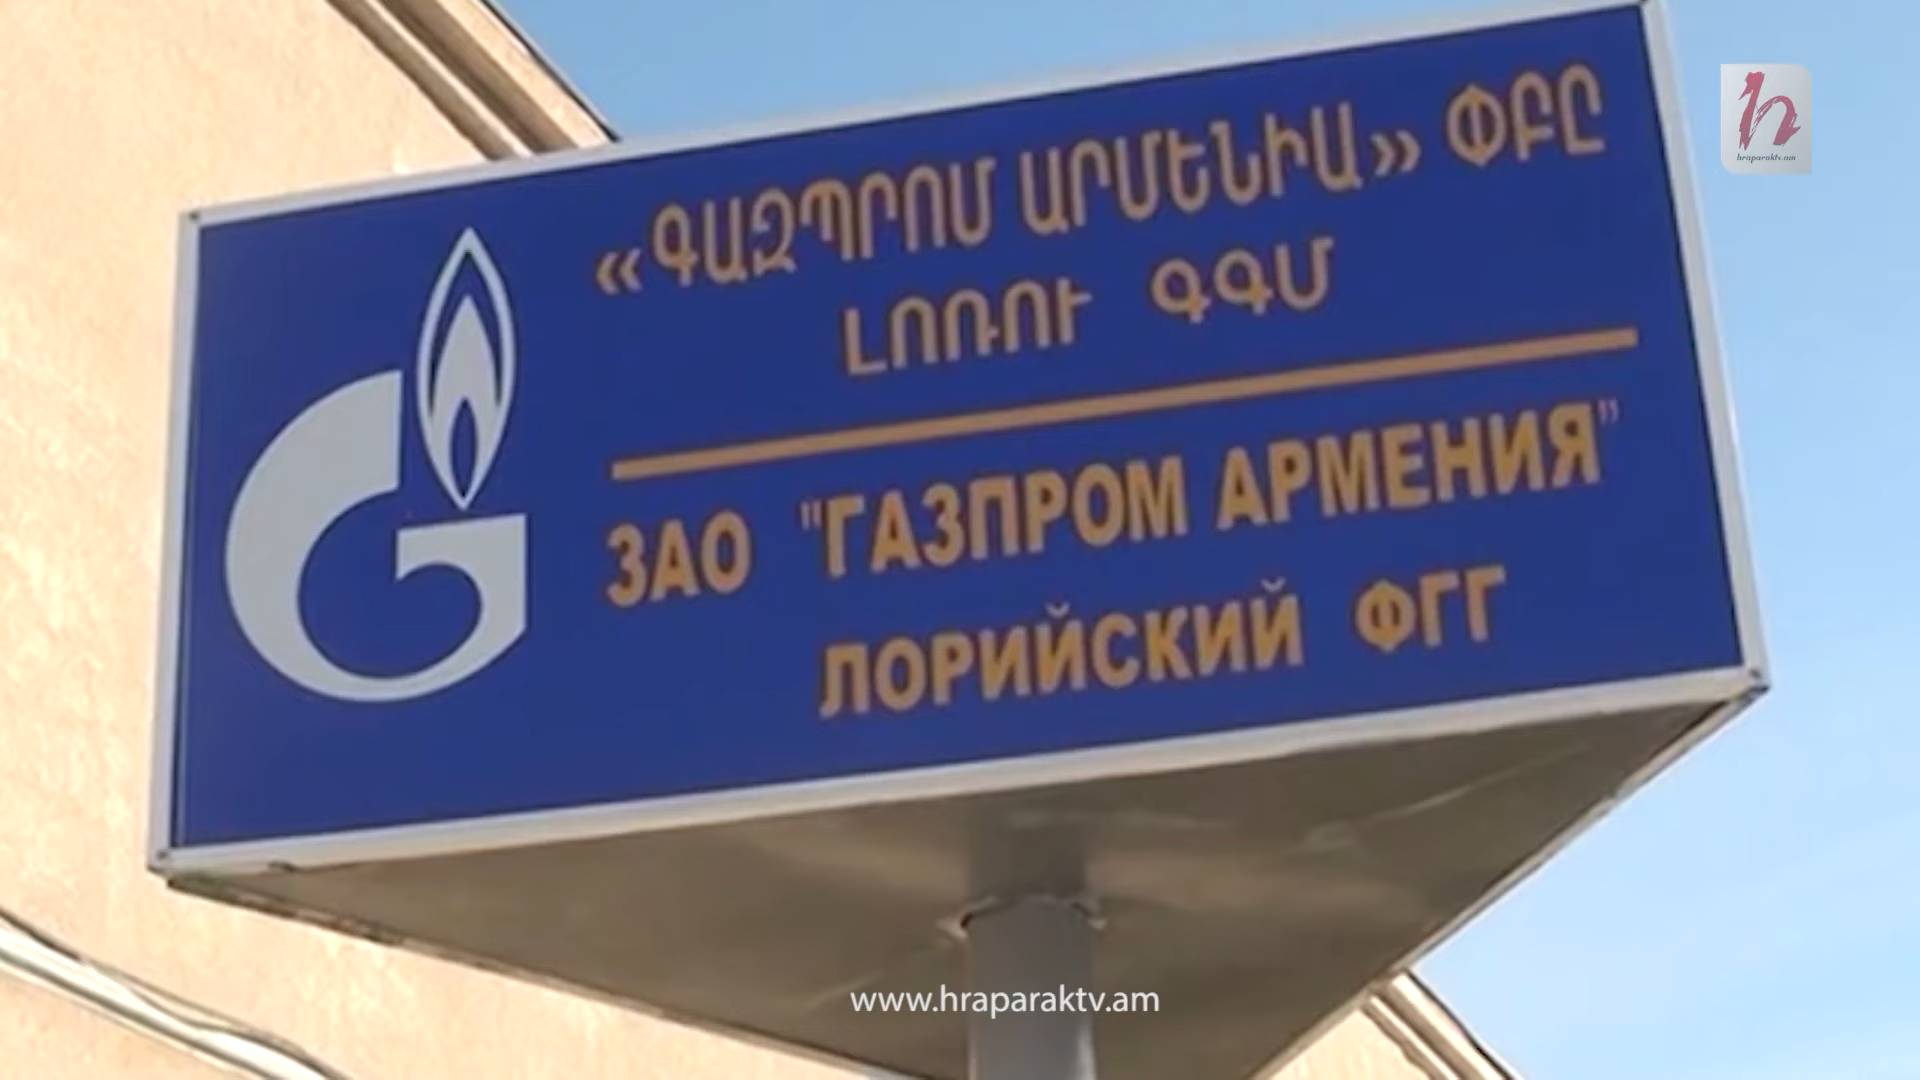 «ԳԱԶՊՐՈՄ ԱՐՄԵՆԻԱ» ՓԲԸ
ԼՈՌՈՒ ԳԳՄ
ЗАО "ГАЗПРОМ АРМЕНИЯ"
ЛОРИЙСКИЙ ФГГ
h
hraparaktv.am
www.hraparaktv.am